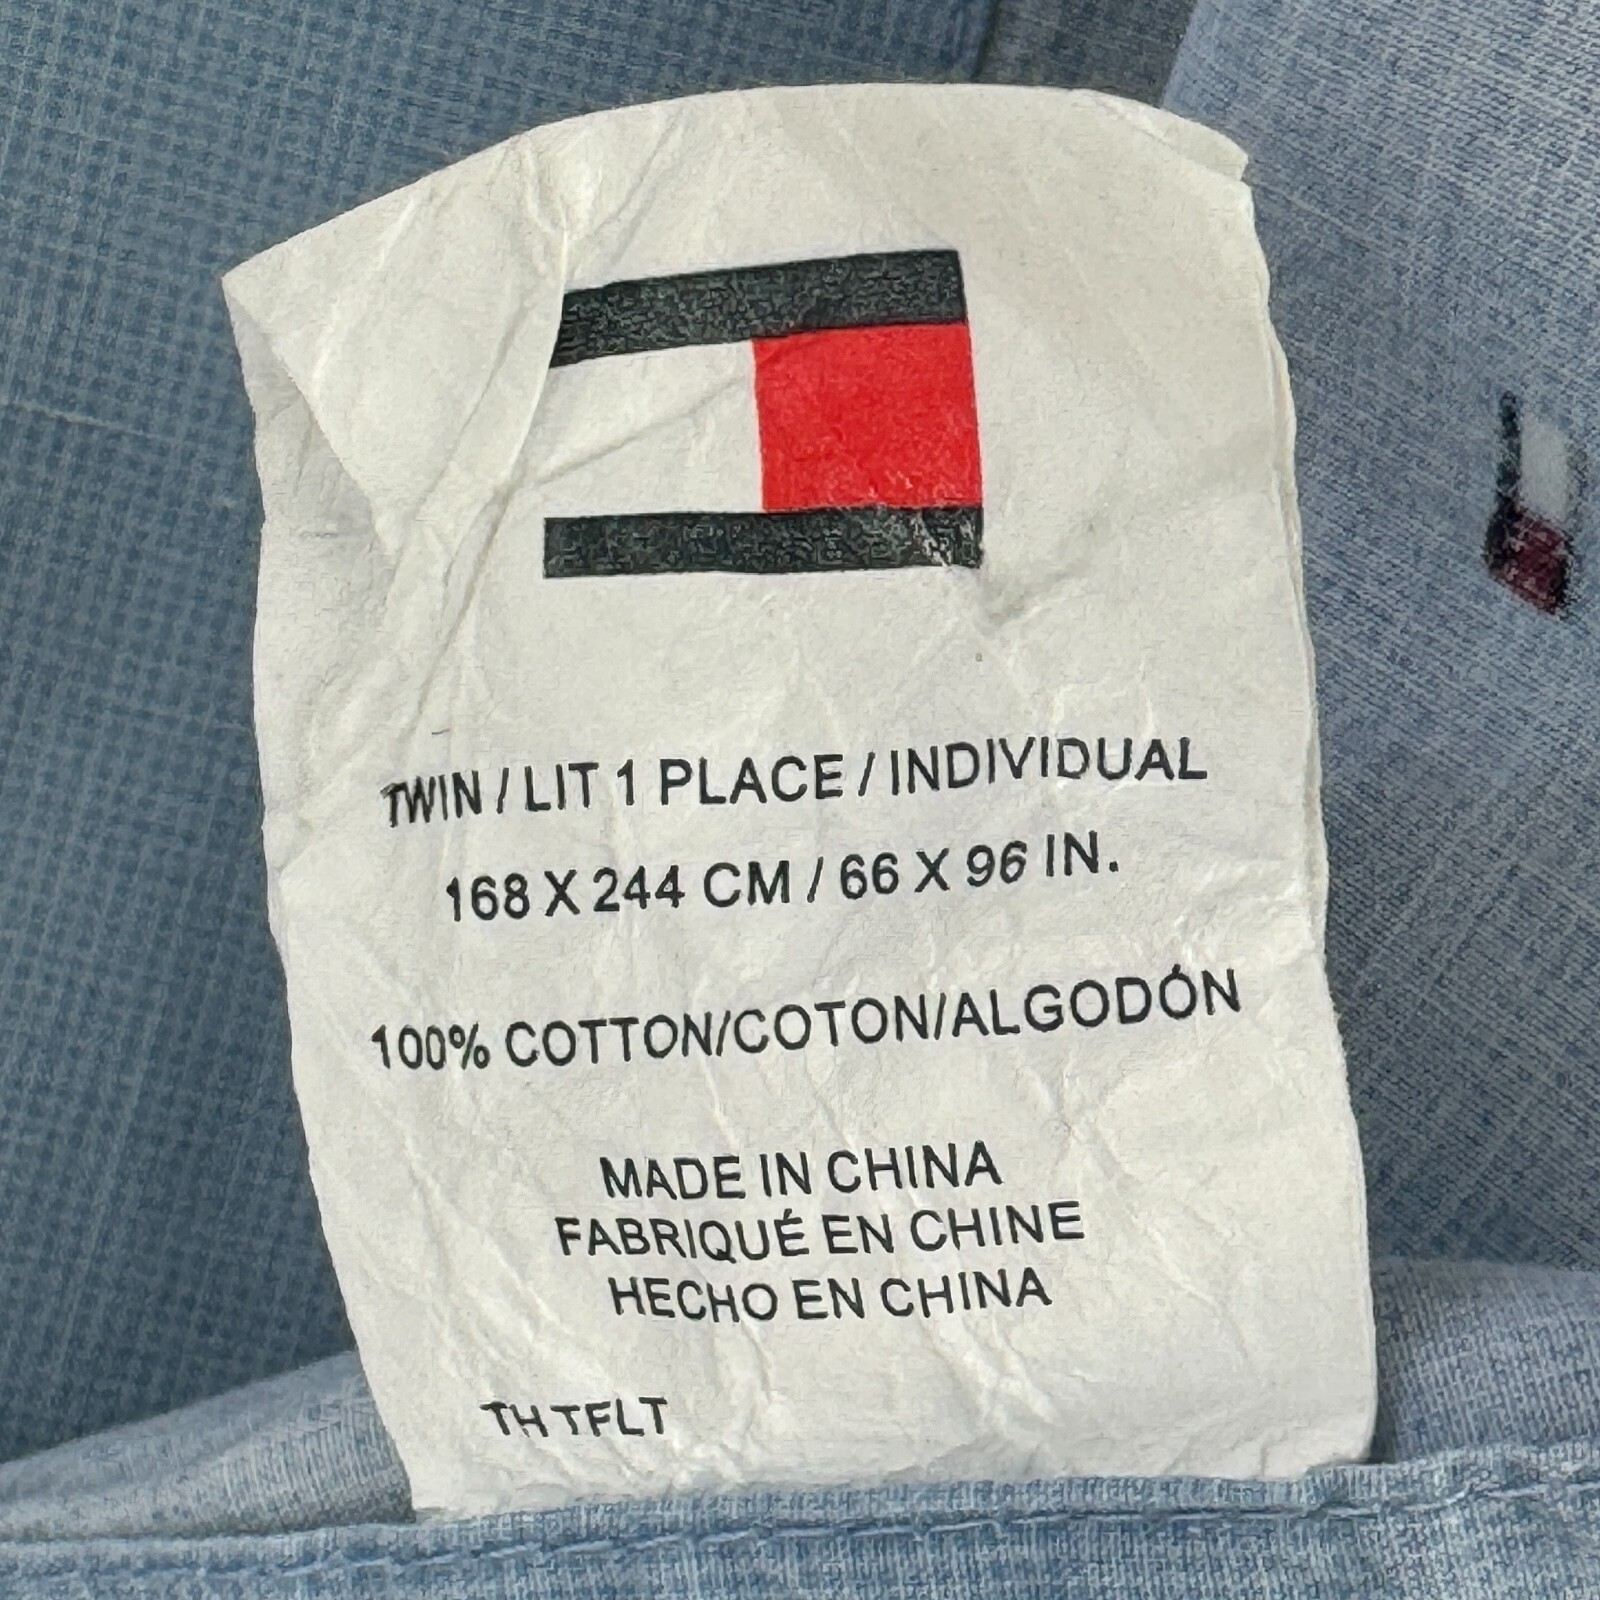 TWIN / LIT 1 PLACE / INDIVIDUAL
168 X 244 CM / 66 X 96 IN.
100% COTTON/COTON/ALGODÓN
MADE IN CHINA
FABRIQUÉ EN CHINE
HECHO EN CHINA
TH TFLT